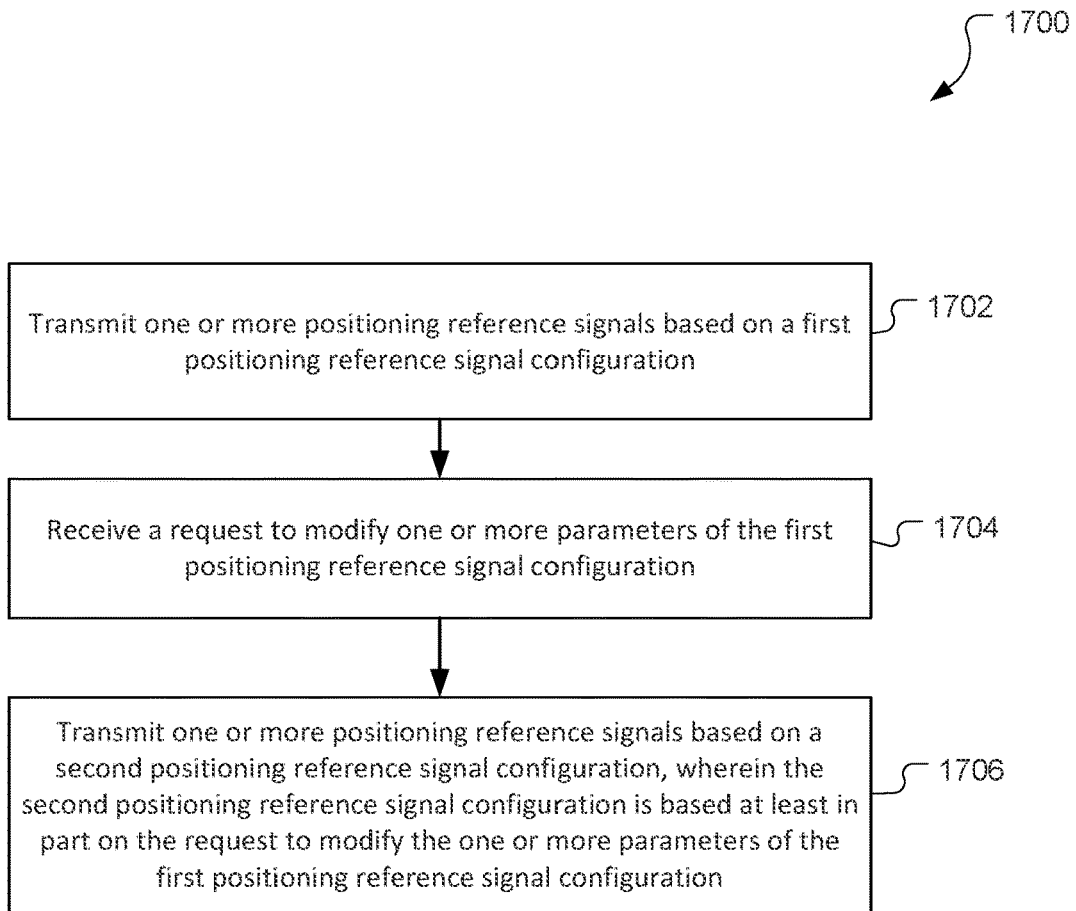 1700
Transmit one or more positioning reference signals based on a first
positioning reference signal configuration
1702
Receive a request to modify one or more parameters of the first
positioning reference signal configuration
1704
Transmit one or more positioning reference signals based on a
second positioning reference signal configuration, wherein the
second positioning reference signal configuration is based at least in
part on the request to modify the one or more parameters of the
first positioning reference signal configuration
1706